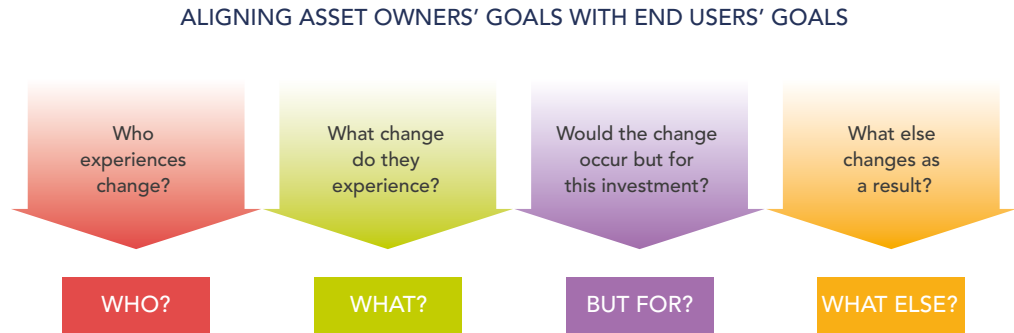 ALIGNING ASSET OWNERS’ GOALS WITH END USERS’ GOALS
Who
experiences
change?
What change
do they
experience?
Would the change
occur but for
this investment?
What else
changes as
a result?
WHO?
WHAT?
BUT FOR?
WHAT ELSE?